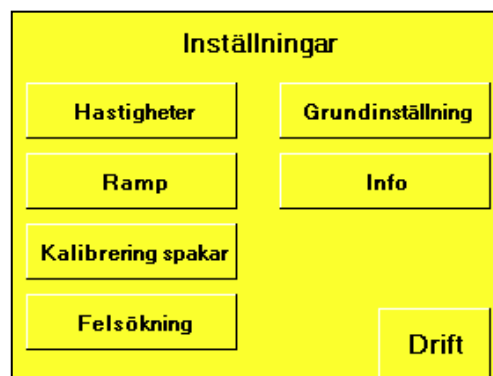 Inställningar
Hastigheter
Grundinställning
Ramp
Info
Kalibrering spakar
Felsökning
Drift